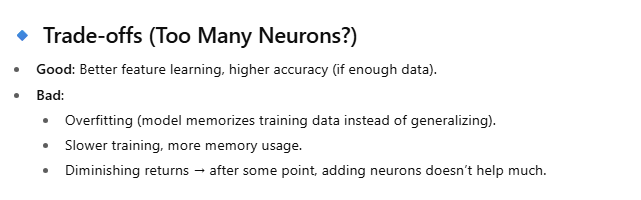 🔹 Trade-offs (Too Many Neurons?)
• Good: Better feature learning, higher accuracy (if enough data).
• Bad:
• Overfitting (model memorizes training data instead of generalizing).
• Slower training, more memory usage.
• Diminishing returns → after some point, adding neurons doesn’t help much.